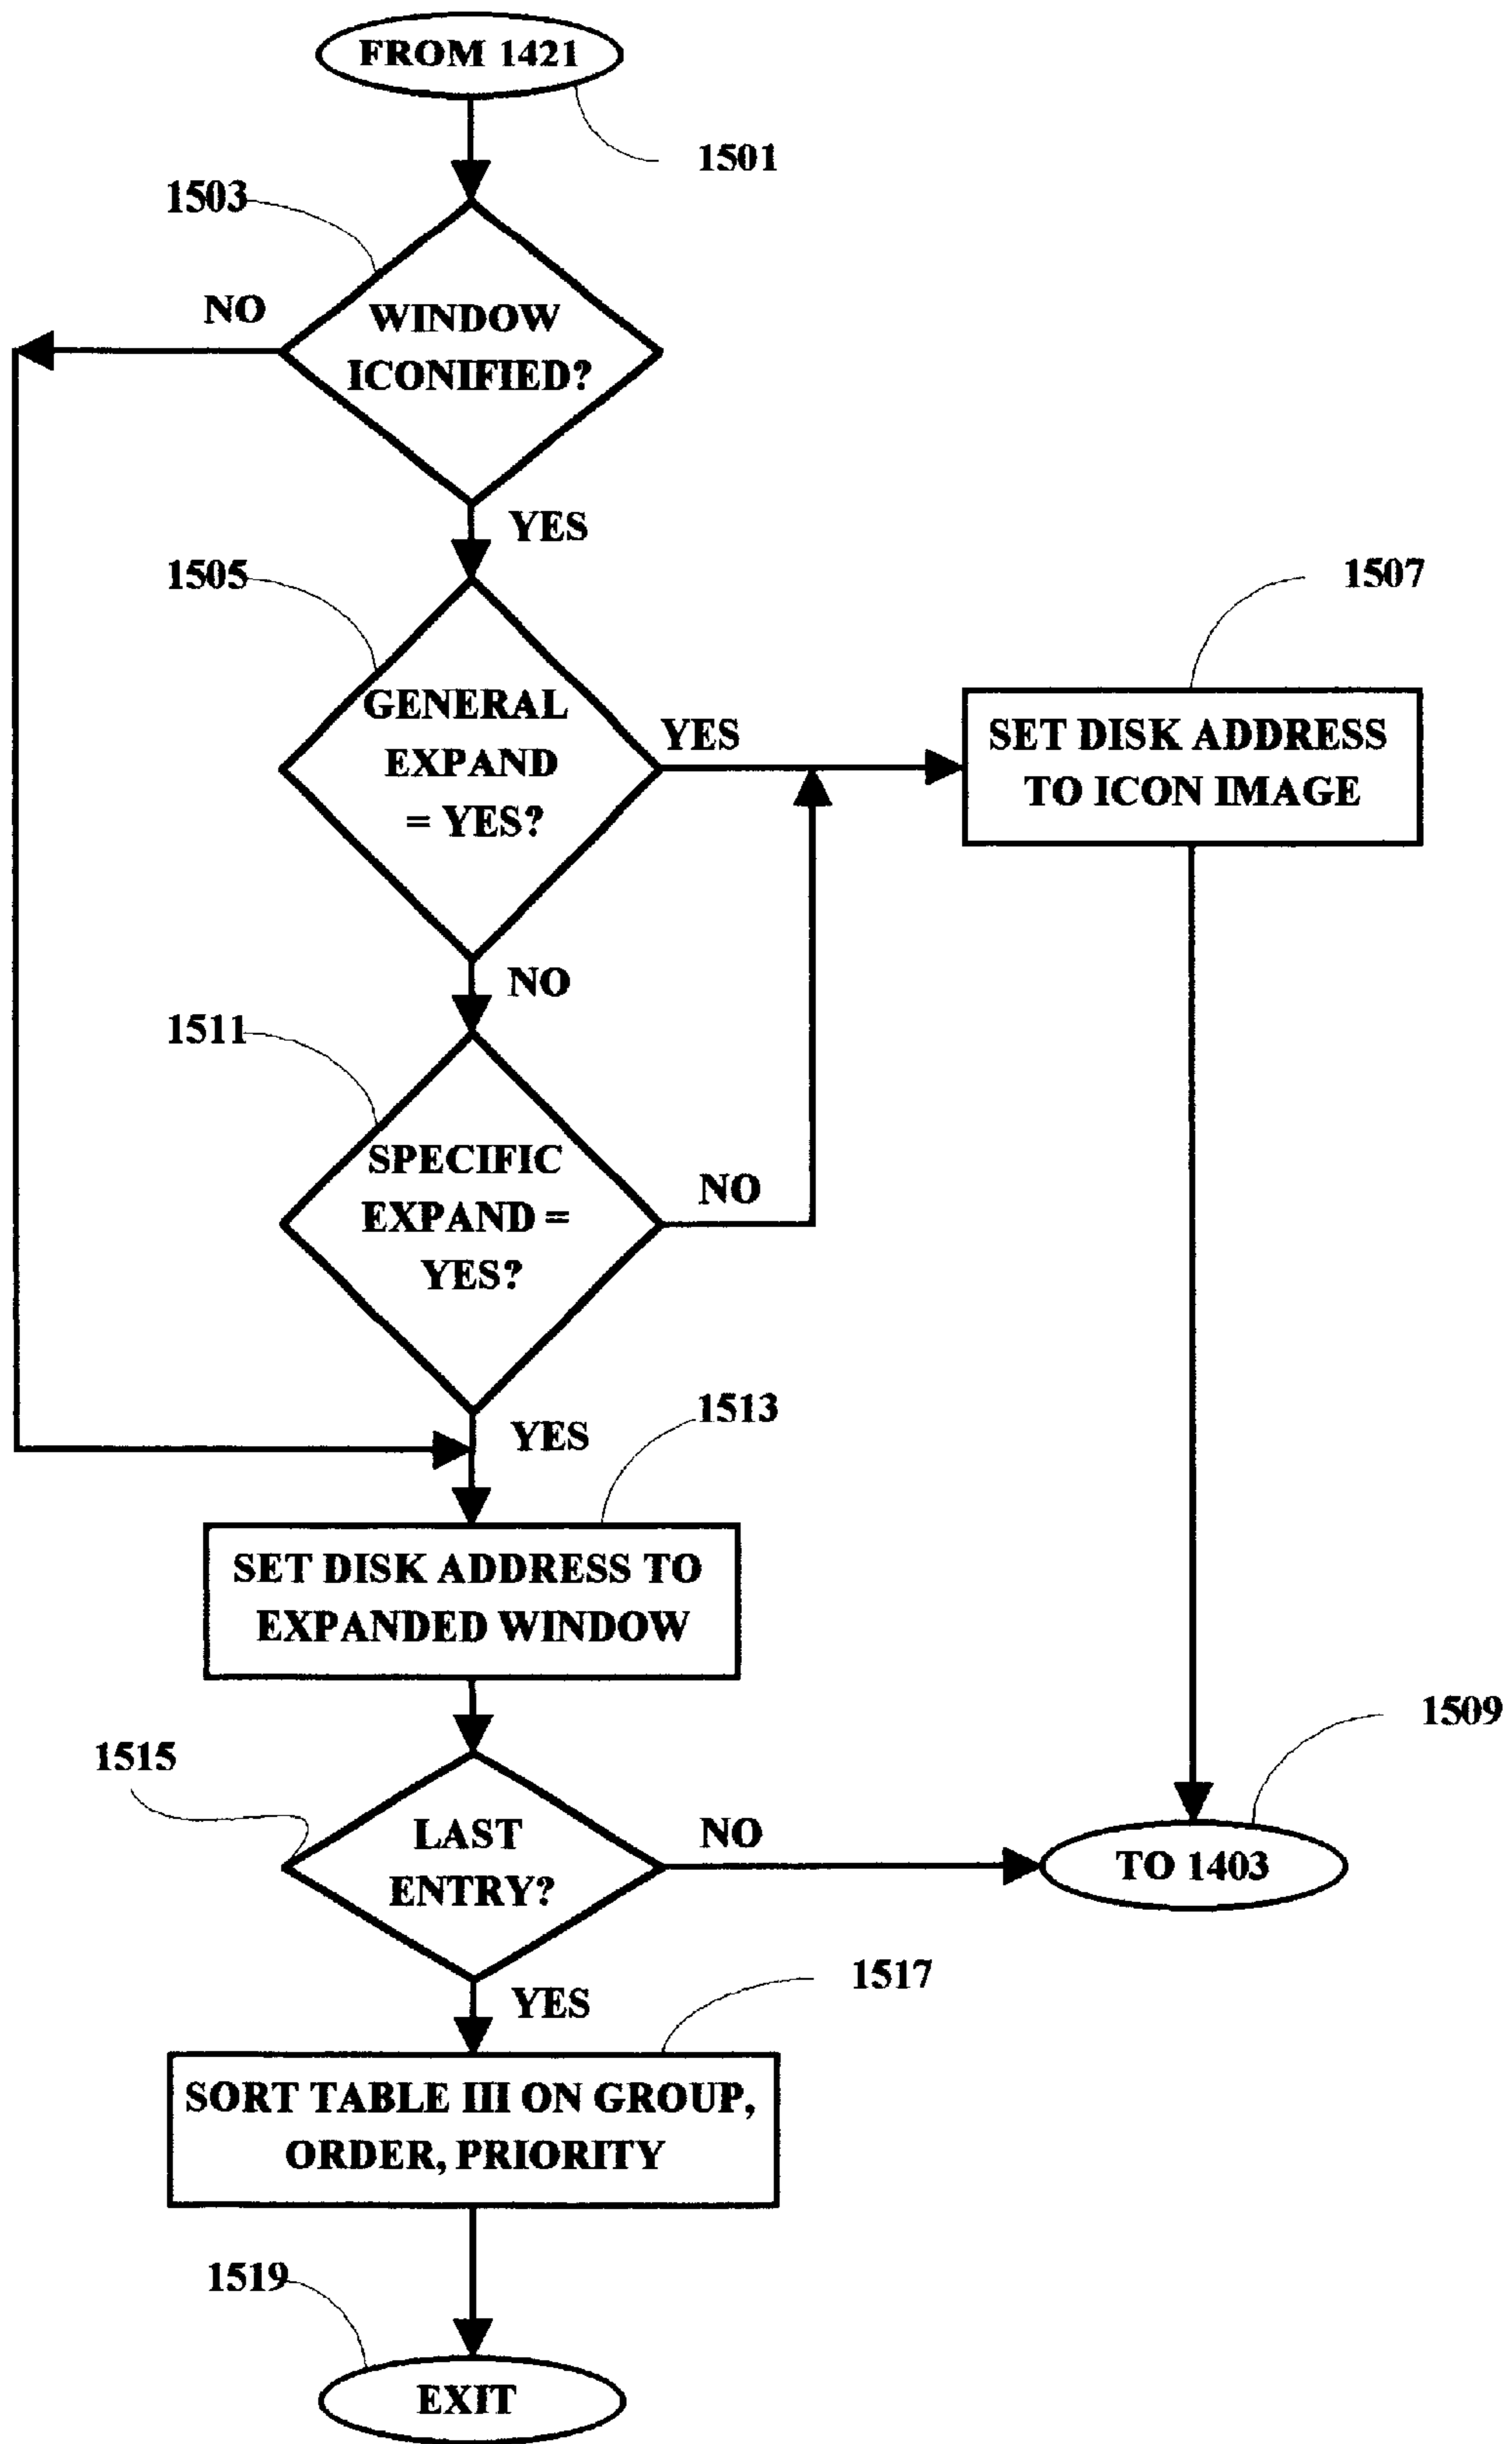 FROM 1421
1501
1503
NO
WINDOW
ICONIFIED?
YES
1505
1507
GENERAL
EXPAND
= YES?
YES
SET DISK ADDRESS
TO ICON IMAGE
NO
1511
SPECIFIC
EXPAND =
YES?
NO
1513
YES
SET DISK ADDRESS TO
EXPANDED WINDOW
1509
1515
LAST
ENTRY?
NO
TO 1403
1517
YES
SORT TABLE III ON GROUP,
ORDER, PRIORITY
1519
EXIT